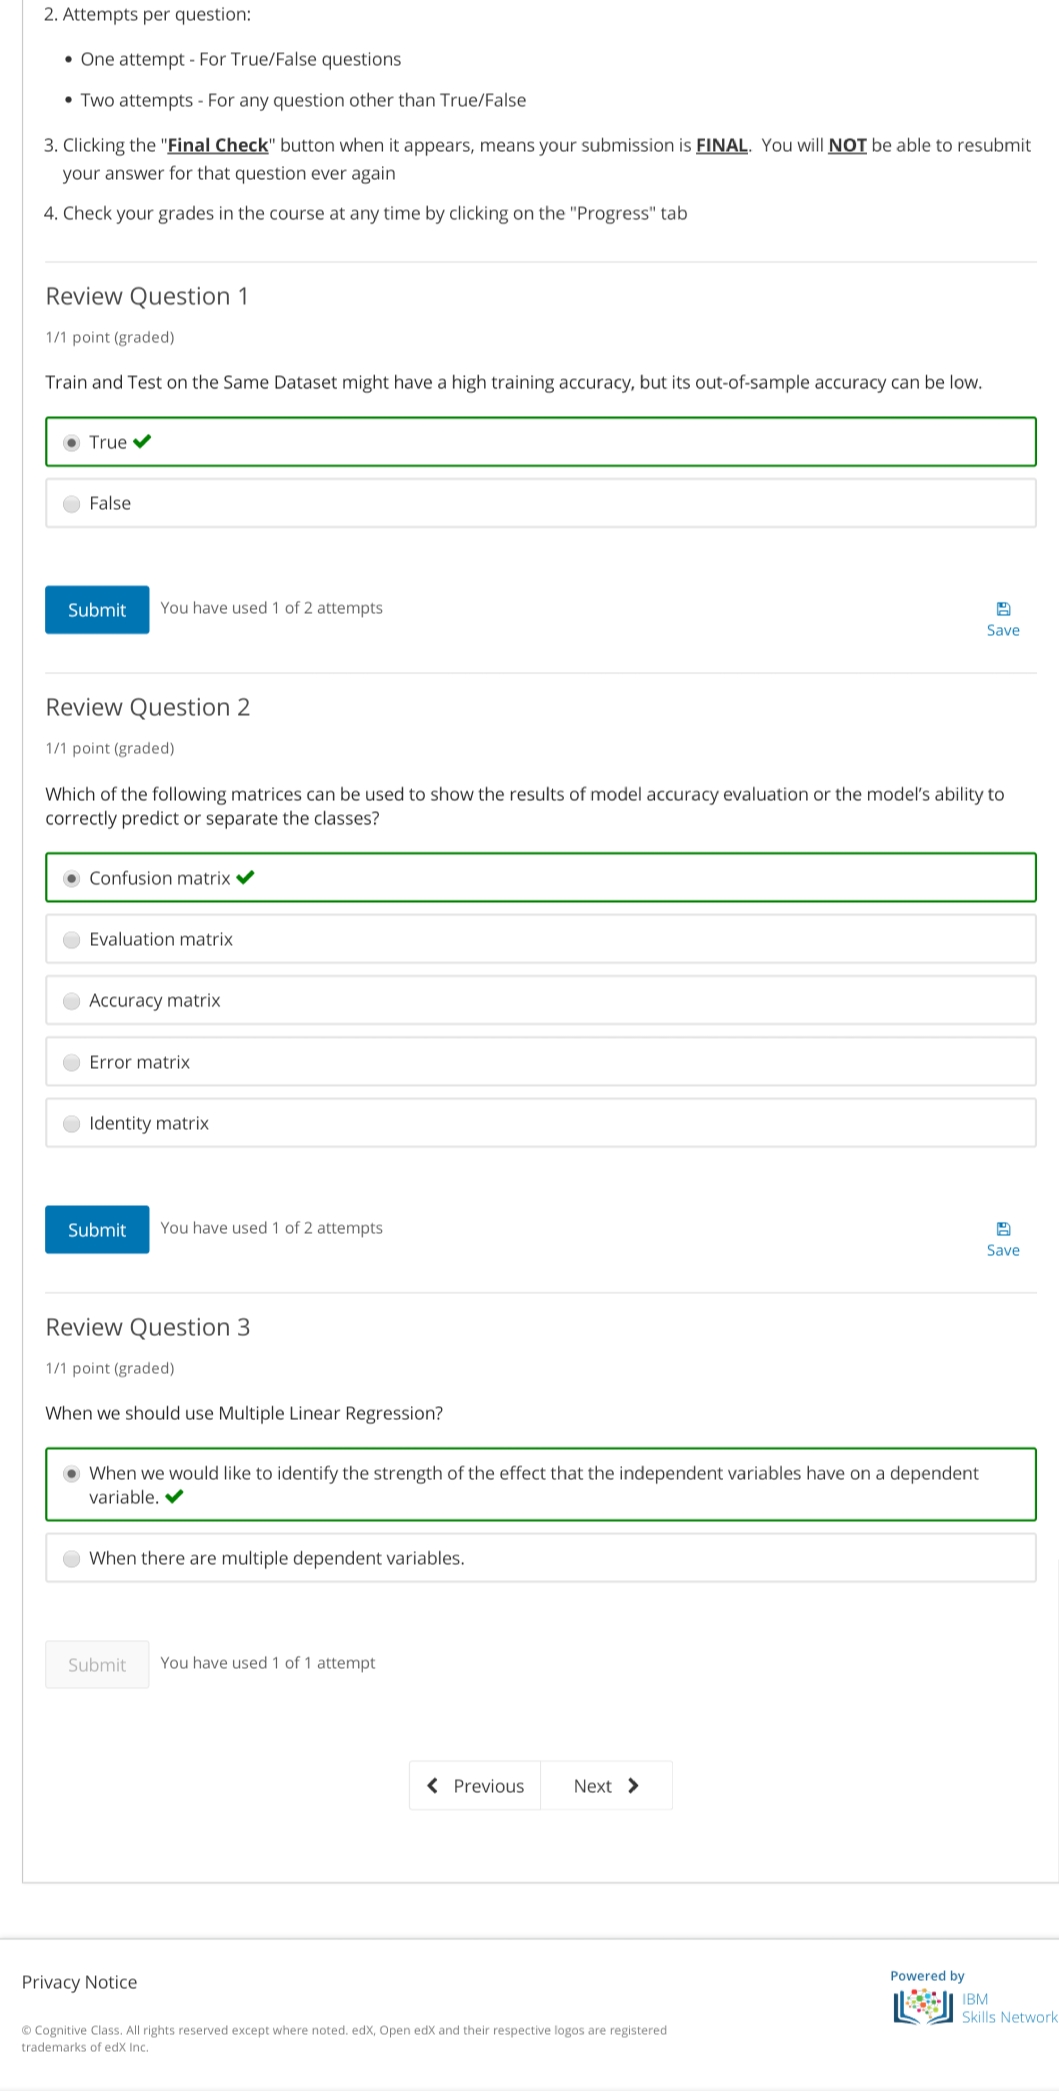 2. Attempts per question:
• One attempt - For True/False questions
• Two attempts - For any question other than True/False
3. Clicking the "Final Check" button when it appears, means your submission is FINAL. You will NOT be able to resubmit
your answer for that question ever again
4. Check your grades in the course at any time by clicking on the "Progress" tab
Review Question 1
1/1 point (graded)
Train and Test on the Same Dataset might have a high training accuracy, but its out-of-sample accuracy can be low.
True
False
Submit You have used 1 of 2 attempts
Save
Review Question 2
1/1 point (graded)
Which of the following matrices can be used to show the results of model accuracy evaluation or the model's ability to
correctly predict or separate the classes?
Confusion matrix
Evaluation matrix
Accuracy matrix
Error matrix
Identity matrix
Submit You have used 1 of 2 attempts
Save
Review Question 3
1/1 point (graded)
When we should use Multiple Linear Regression?
When we would like to identify the strength of the effect that the independent variables have on a dependent
variable.
When there are multiple dependent variables.
Submit You have used 1 of 1 attempt
Previous Next
Privacy Notice
Powered by
IBM
Skills Network
© Cognitive Class. All rights reserved except where noted. edX, Open edX and their respective logos are registered
trademarks of edX Inc.